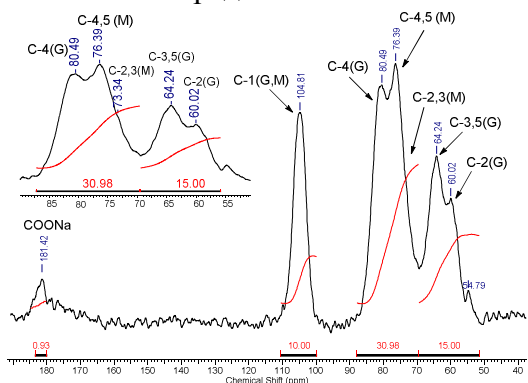 C-4,5 (M)
C-4(G)
80.49
76.39
73.34
C-2,3(M)
C-3,5(G)
64.24
C-2(G)
60.02
30.98
15.00
85 80 75 70 65 60 55
COONa
181.42
C-1(G,M)
104.81
C-4(G)
80.49
C-4,5 (M)
76.39
C-2,3(M)
C-3,5(G)
64.24
C-2(G)
60.02
54.79
0.93
10.00
30.98
15.00
190 180 170 160 150 140 130 120 110 100 90 80 70 60 50 40
Chemical Shift (ppm)